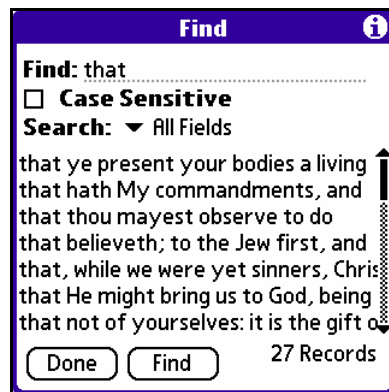 Find
Find: that
Case Sensitive
Search: All Fields
that ye present your bodies a living
that hath My commandments, and
that thou mayest observe to do
that believeth; to the Jew first, and
that, while we were yet sinners, Chris
that He might bring us to God, being
that not of yourselves: it is the gift o
Done Find 27 Records